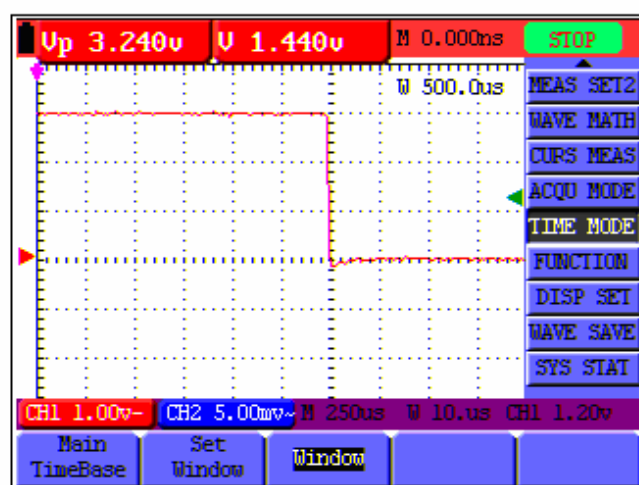 Vp 3.240v V 1.440v M 0.000ns STOP
W 500.0us
MEAS SET2
WAVE MATH
CURS MEAS
ACQU MODE
TIME MODE
FUNCTION
DISP SET
WAVE SAVE
SYS STAT
CH1 1.00v- CH2 5.00mv~ M 250us W 10.us CH1 1.20v
Main TimeBase
Set Window
Window